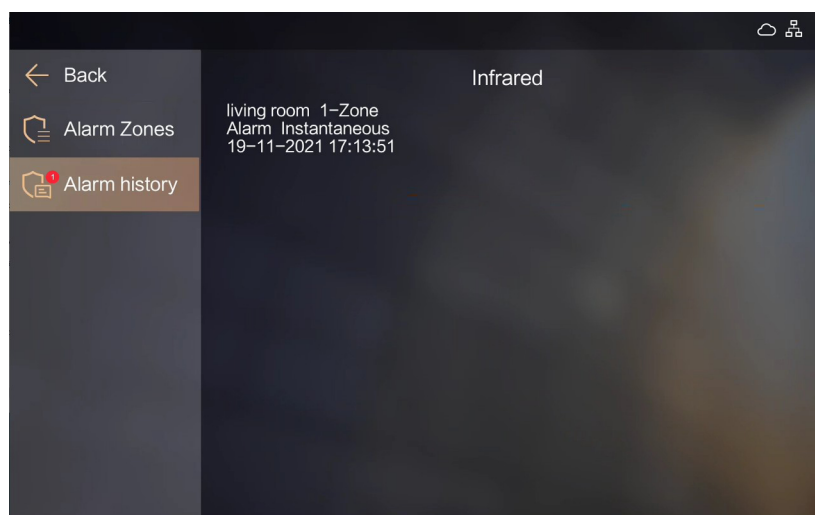 Back
Infrared
Alarm Zones
living room 1-Zone
Alarm Instantaneous
19-11-2021 17:13:51
1
Alarm history